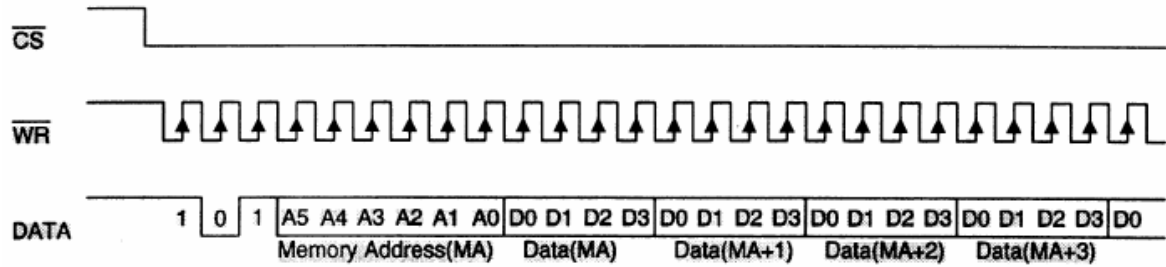 CS
WR
DATA 1 0 1 A5 A4 A3 A2 A1 A0 D0 D1 D2 D3 D0 D1 D2 D3 D0 D1 D2 D3 D0 D1 D2 D3 D0
Memory Address(MA) Data(MA) Data(MA+1) Data(MA+2) Data(MA+3)